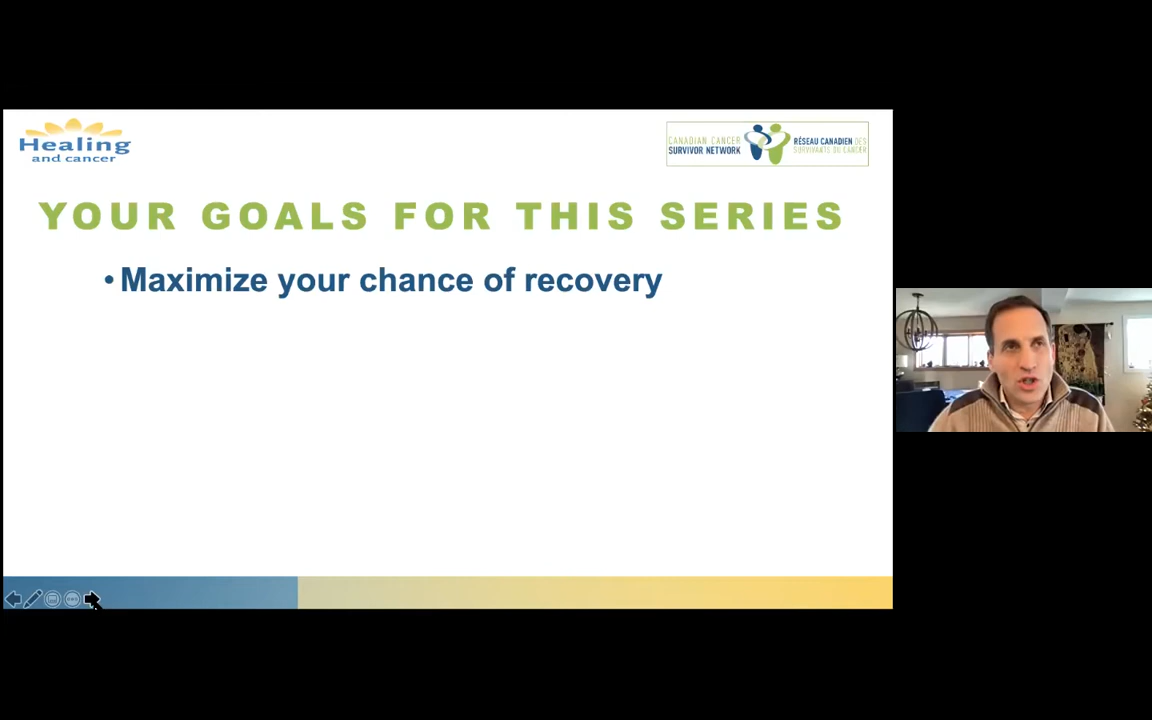 Healing
and cancer
CANADIAN CANCER
SURVIVOR NETWORK
RÉSEAU CANADIEN DES
SURVIVANTS DU CANCER
YOUR GOALS FOR THIS SERIES
•Maximize your chance of recovery